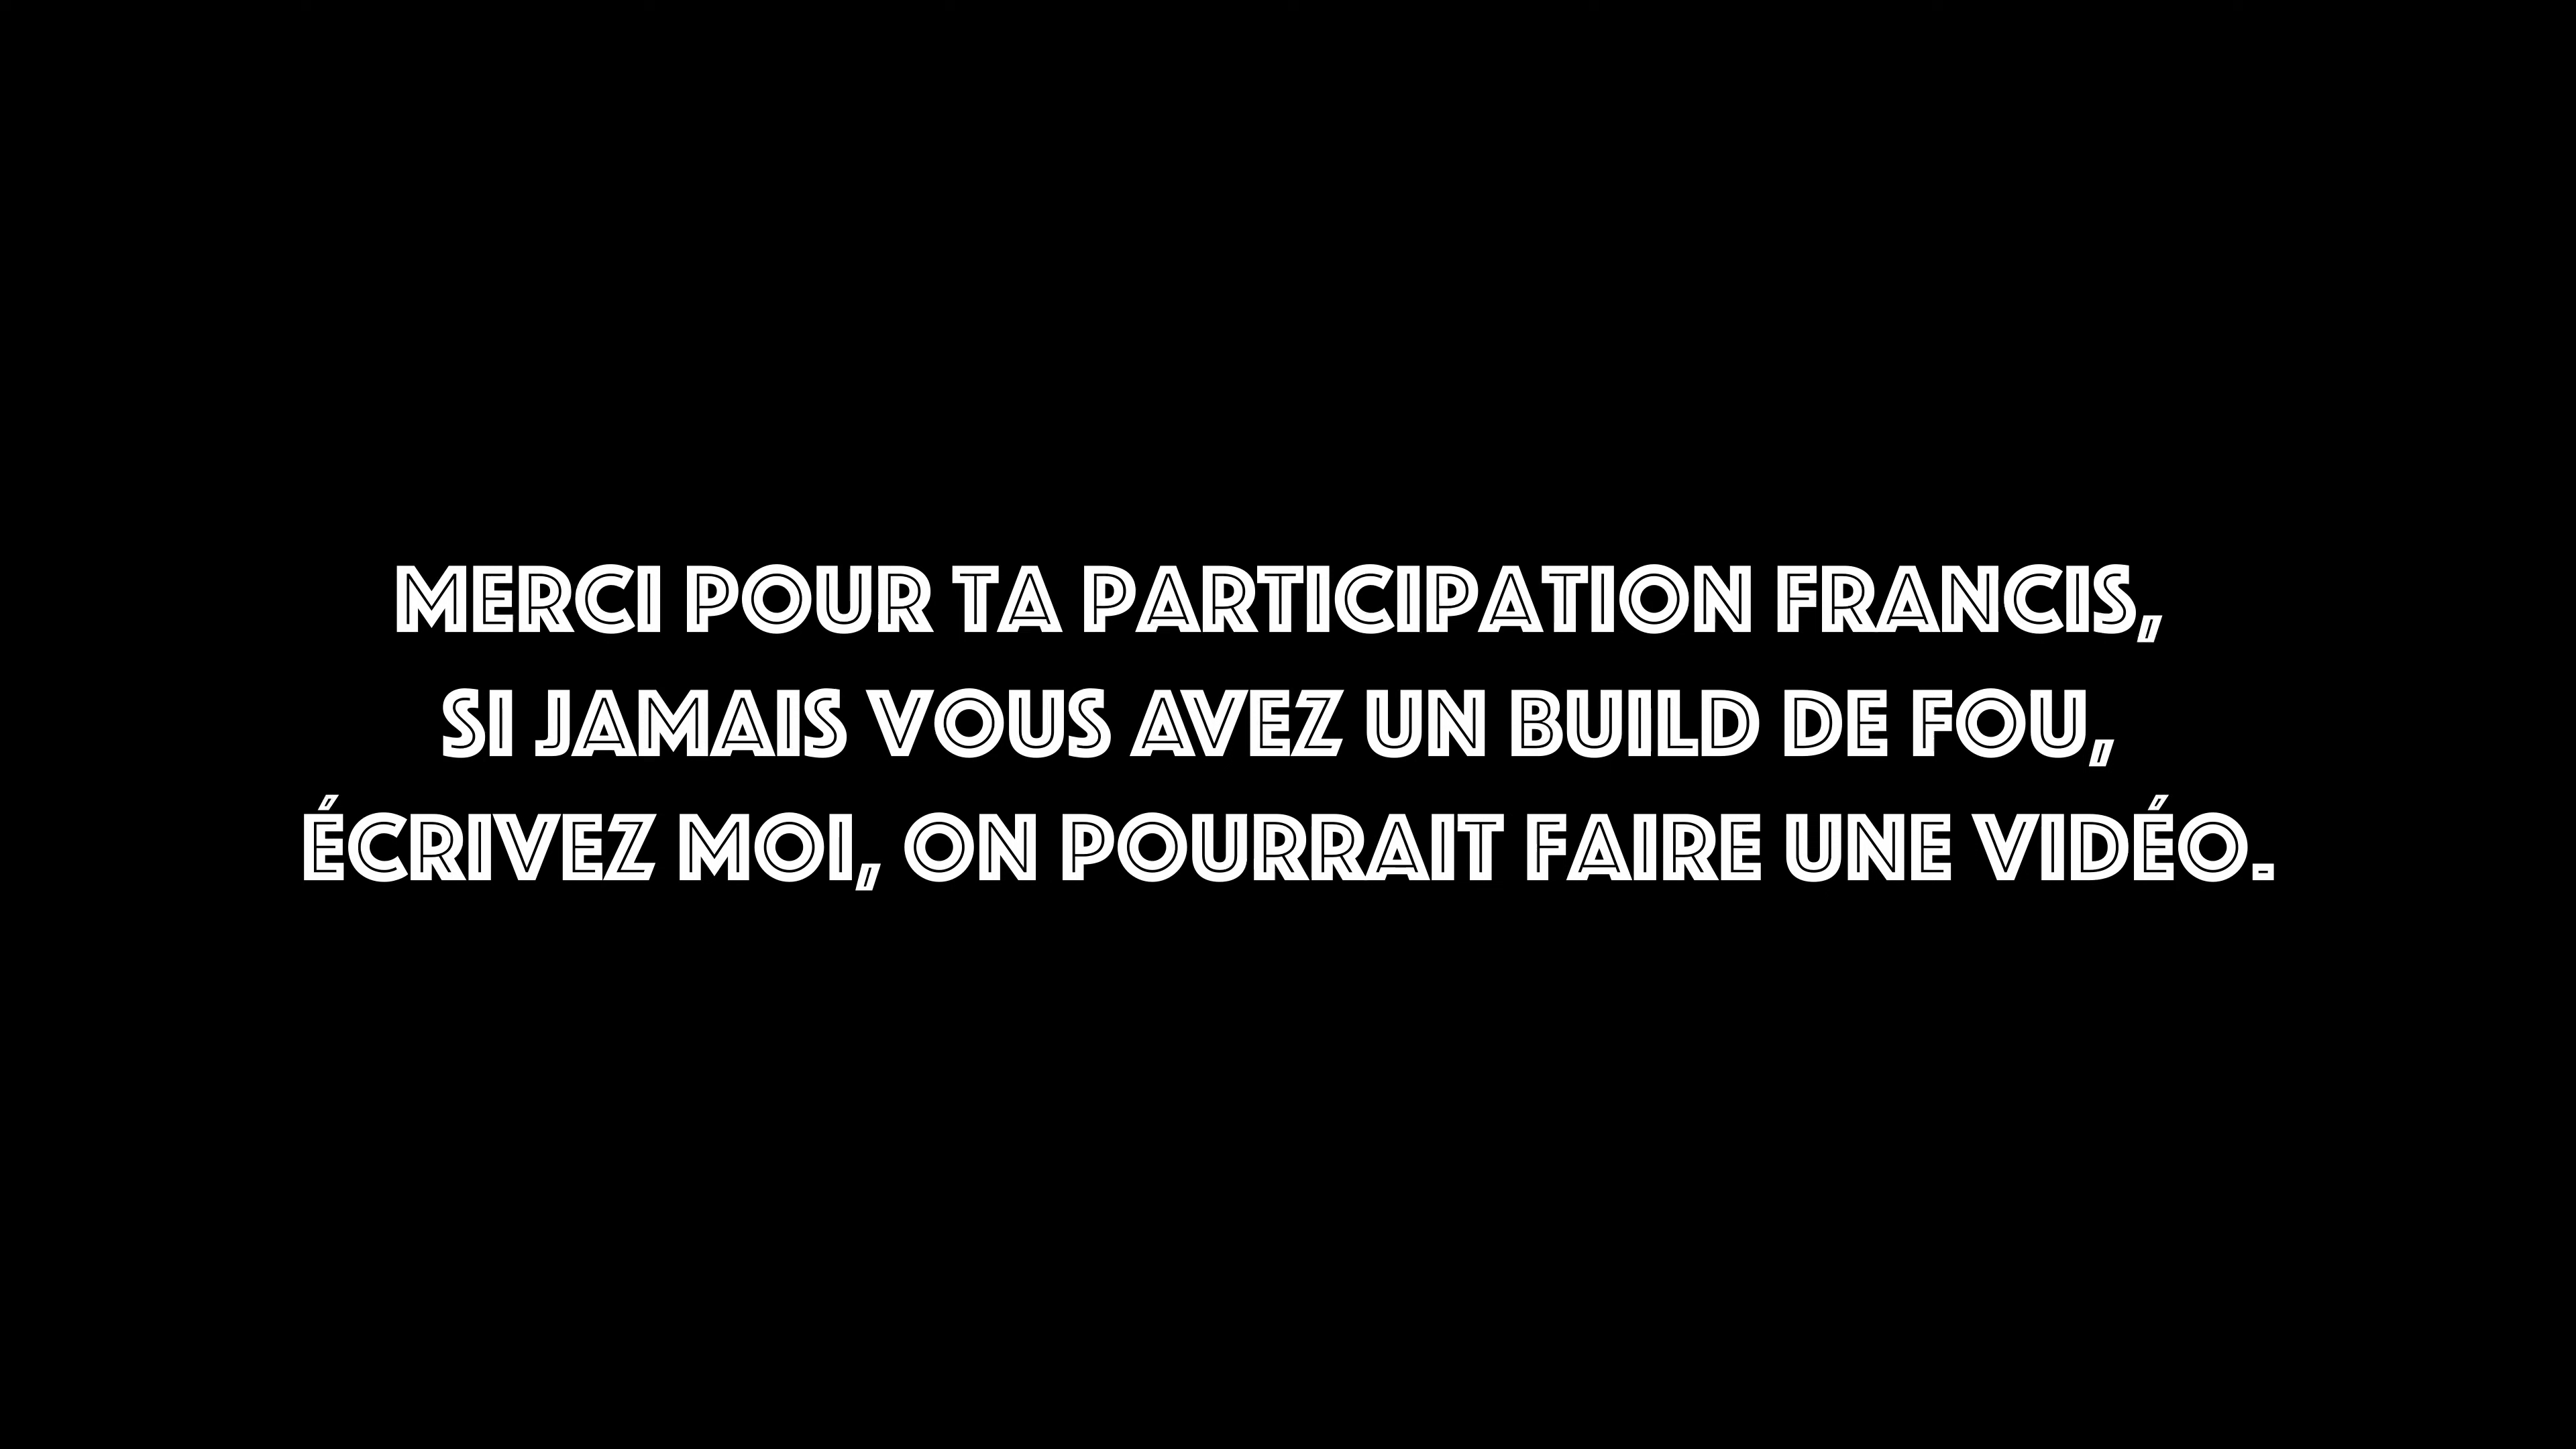 MERCI POUR TA PARTICIPATION FRANCIS,
SI JAMAIS VOUS AVEZ UN BUILD DE FOU,
ÉCRIVEZ MOI, ON POURRAIT FAIRE UNE VIDÉO.